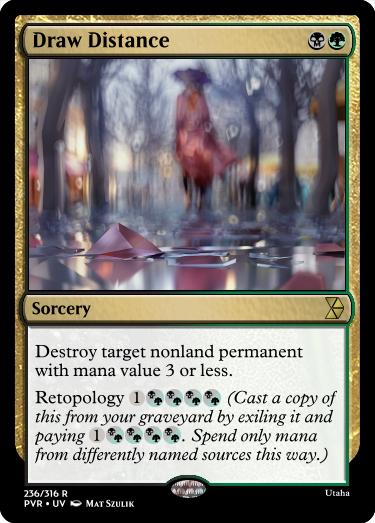 Draw Distance
Sorcery
Destroy target nonland permanent
with mana value 3 or less.
Retopology 1 (Cast a copy of
this from your graveyard by exiling it and
paying 1. Spend only mana
from differently named sources this way.)
236/316 R
PVR • UV Mat Szulik
Utaha